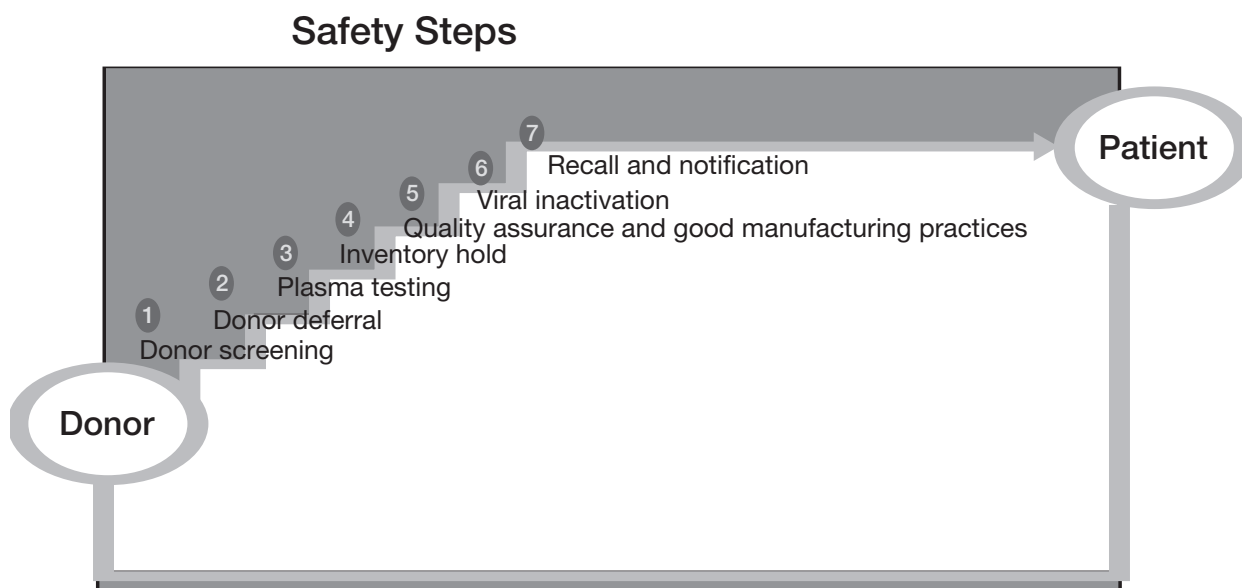 Safety Steps
7
Patient
Recall and notification
6
Viral inactivation
5
Quality assurance and good manufacturing practices
4
Inventory hold
3
Plasma testing
2
Donor deferral
1
Donor screening
Donor